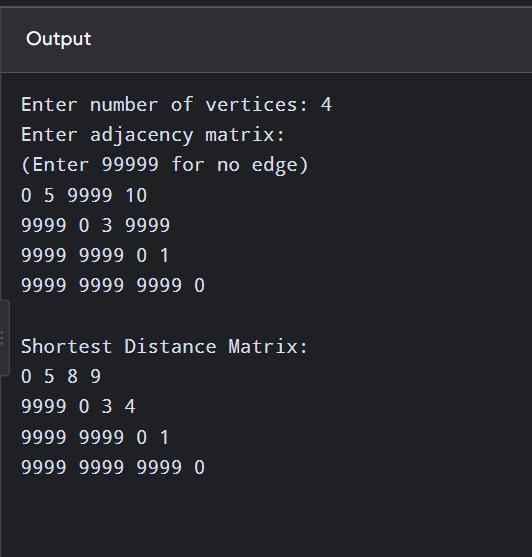 Output
Enter number of vertices: 4
Enter adjacency matrix:
(Enter 99999 for no edge)
0 5 9999 10
9999 0 3 9999
9999 9999 0 1
9999 9999 9999 0
Shortest Distance Matrix:
0 5 8 9
9999 0 3 4
9999 9999 0 1
9999 9999 9999 0